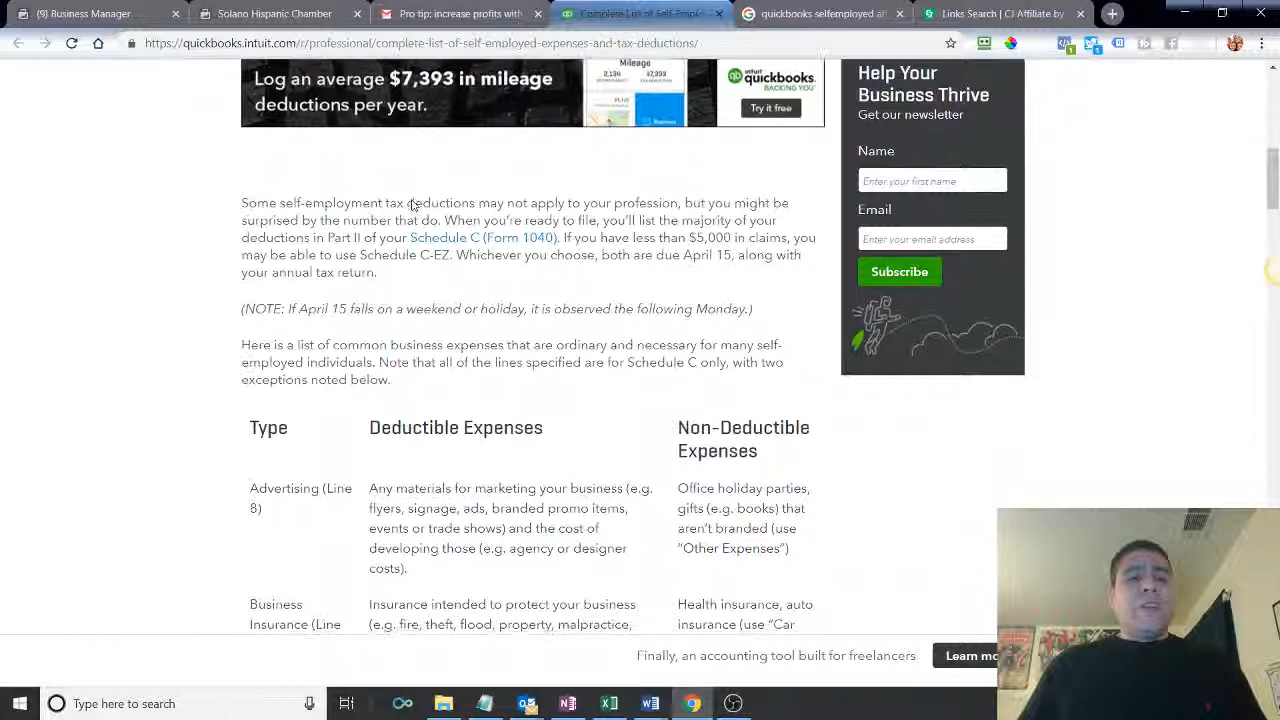 (9) Business Manager
Solano Hispanic Chamber
Please increase profits with
Complete List of Self-Emplo
quickbooks selfemployed aff
Links Search | CJ Affiliate by
https://quickbooks.intuit.com/r/professional/complete-list-of-self-employed-expenses-and-tax-deductions/
Log an average $7,393 in mileage
deductions per year.
Mileage
2,134
$7,393
Business
intuit
quickbooks.
BACKING YOU
Try it free
Help Your
Business Thrive
Get our newsletter
Name
Enter your first name
Email
Enter your email address
Subscribe
Some self-employment tax deductions may not apply to your profession, but you might be
surprised by the number that do. When you're ready to file, you'll list the majority of your
deductions in Part II of your Schedule C (Form 1040). If you have less than $5,000 in claims, you
may be able to use Schedule C-EZ. Whichever you choose, both are due April 15, along with
your annual tax return.
(NOTE: If April 15 falls on a weekend or holiday, it is observed the following Monday.)
Here is a list of common business expenses that are ordinary and necessary for many self-
employed individuals. Note that all of the lines specified are for Schedule C only, with two
exceptions noted below.
Type
Deductible Expenses
Non-Deductible
Expenses
Advertising (Line
8)
Any materials for marketing your business (e.g.
flyers, signage, ads, branded promo items,
events or trade shows) and the cost of
developing those (e.g. agency or designer
costs).
Office holiday parties,
gifts (e.g. books) that
aren't branded (use
"Other Expenses")
Business
Insurance (Line
Insurance intended to protect your business
(e.g. fire, theft, flood, property, malpractice,
Health insurance, auto
insurance (use "Car
Finally, an accounting tool built for freelancers
Learn mo
Type here to search